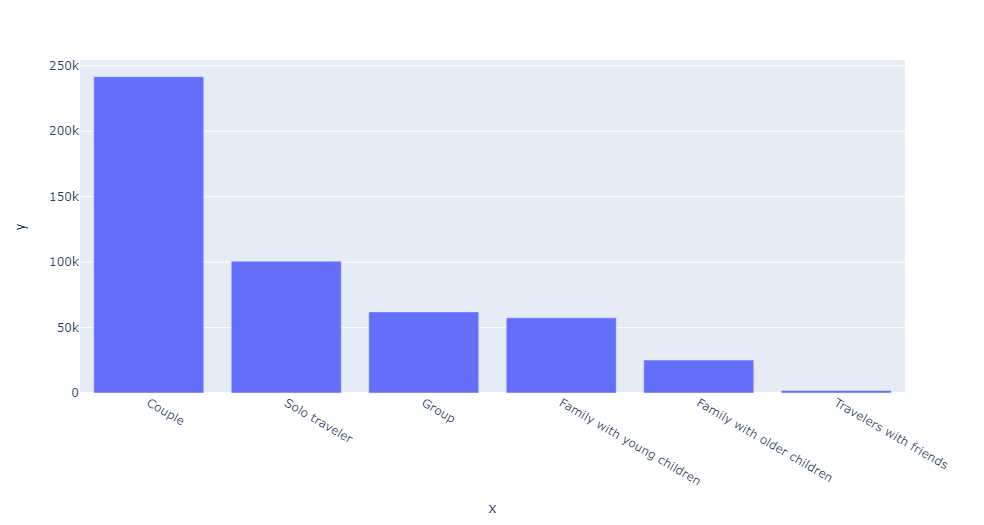 250k
200k
150k
100k
50k
0
y
Couple
Solo traveler
Group
Family with young children
Family with older children
Travelers with friends
x